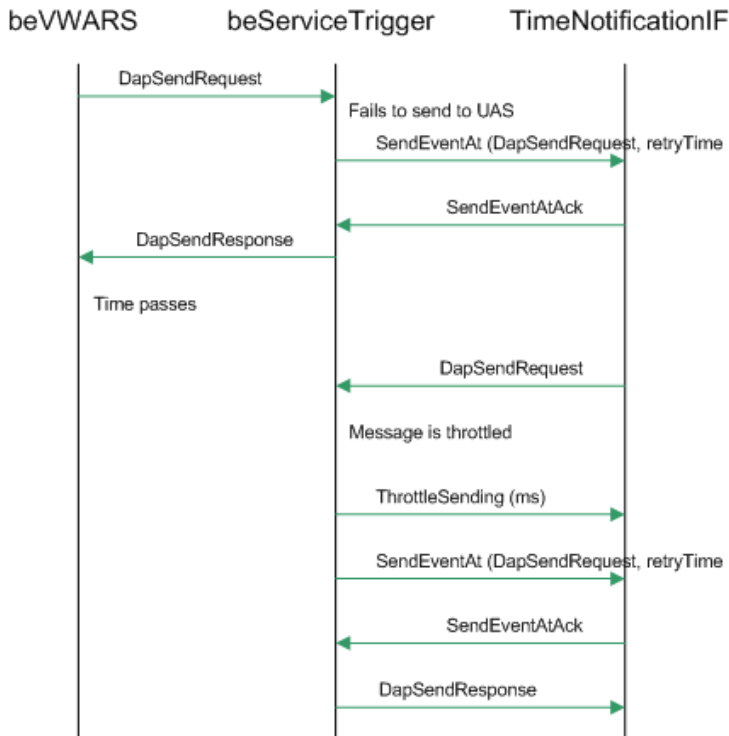 beVWARS beServiceTrigger TimeNotificationIF
DapSendRequest
Fails to send to UAS
SendEventAt (DapSendRequest, retryTime
SendEventAtAck
DapSendResponse
Time passes
DapSendRequest
Message is throttled
ThrottleSending (ms)
SendEventAt (DapSendRequest, retryTime
SendEventAtAck
DapSendResponse